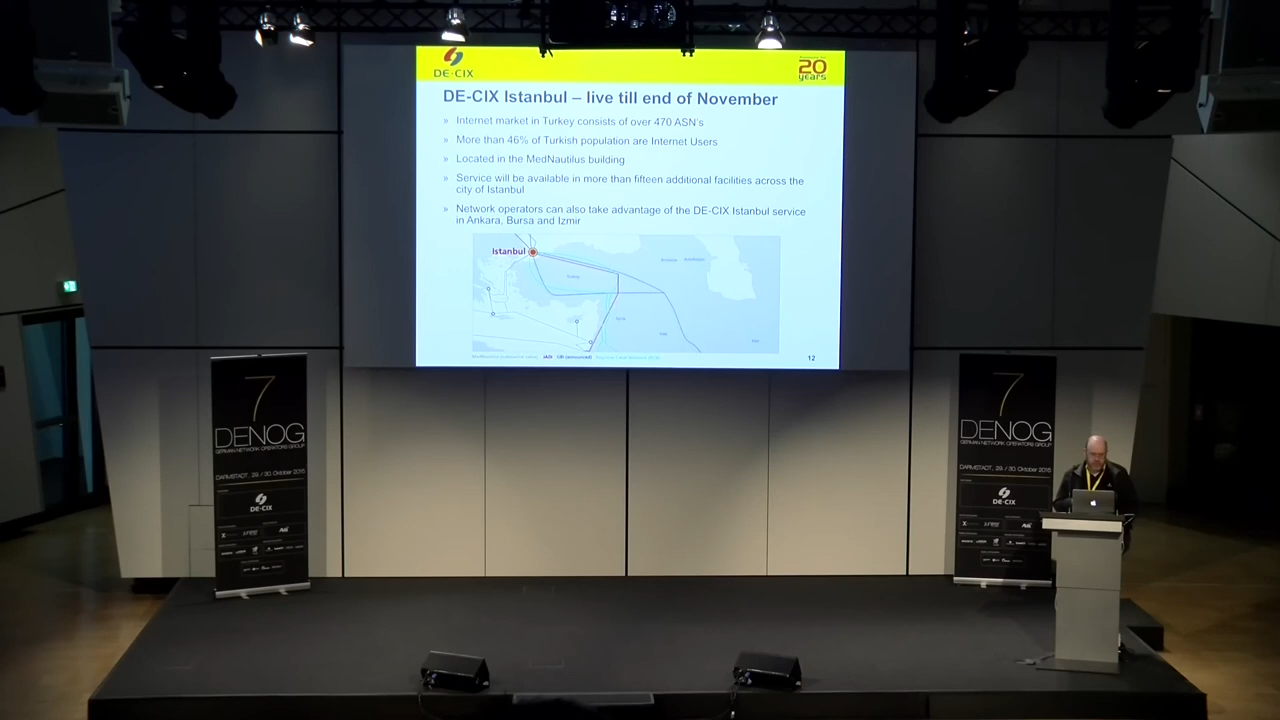 DE-CIX
20
years
DE-CIX Istanbul – live till end of November
» Internet market in Turkey consists of over 470 ASN's
» More than 46% of Turkish population are Internet Users
» Located in the MedNautilus building
» Service will be available in more than fifteen additional facilities across the
city of Istanbul
» Network operators can also take advantage of the DE-CIX Istanbul service
in Ankara, Bursa and Izmir
Istanbul
12
7
DENOG
GERMAN NETWORK OPERATORS GROUP
DARMSTADT, 29. / 30. Oktober 2015
DE-CIX
7
DENOG
GERMAN NETWORK OPERATORS GROUP
DARMSTADT, 29. / 30. Oktober 2015
DE-CIX